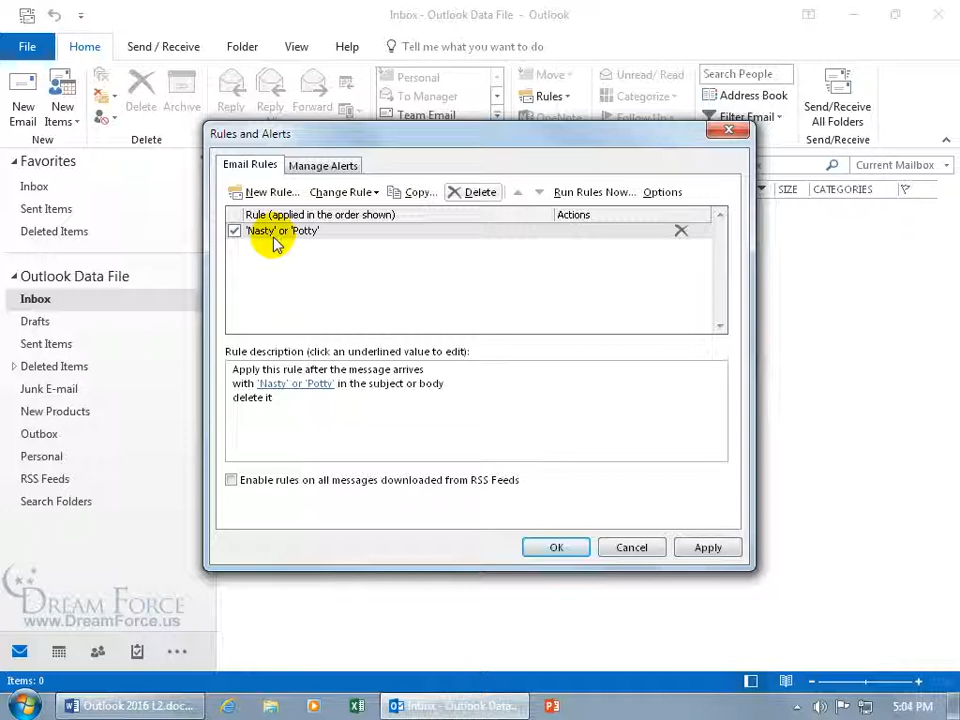 Inbox - Outlook Data File - Outlook
File
Home
Send / Receive
Folder
View
Help
Tell me what you want to do
New
Email
New
Items
New
Delete
Archive
Delete
Reply
Reply
Forward
Personal
To Manager
Team Email
Move
Rules
OneNote
Unread/ Read
Categorize
Follow Up
Search People
Address Book
Filter Email
Send/Receive
All Folders
Send/Receive
Favorites
Inbox
Sent Items
Deleted Items
Outlook Data File
Inbox
Drafts
Sent Items
Deleted Items
Junk E-mail
New Products
Outbox
Personal
RSS Feeds
Search Folders
Current Mailbox
SIZE
CATEGORIES
Rules and Alerts
Email Rules
Manage Alerts
New Rule...
Change Rule
Copy...
Delete
Run Rules Now...
Options
Rule (applied in the order shown)
Actions
'Nasty' or 'Potty'
Rule description (click an underlined value to edit):
Apply this rule after the message arrives
with 'Nasty' or 'Potty' in the subject or body
delete it
Enable rules on all messages downloaded from RSS Feeds
OK
Cancel
Apply
DREAM FORCE
www.DreamForce.us
Items: 0
Outlook 2016 L2.doc...
Inbox - Outlook Data...
5:04 PM